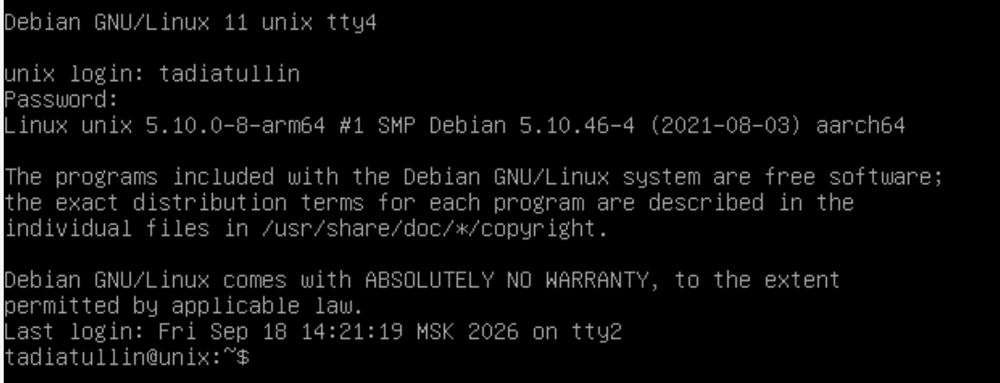 Debian GNU/Linux 11 unix tty4
unix login: tadiatullin
Password:
Linux unix 5.10.0-8-arm64 #1 SMP Debian 5.10.46-4 (2021-08-03) aarch64
The programs included with the Debian GNU/Linux system are free software;
the exact distribution terms for each program are described in the
individual files in /usr/share/doc/*/copyright.
Debian GNU/Linux comes with ABSOLUTELY NO WARRANTY, to the extent
permitted by applicable law.
Last login: Fri Sep 18 14:21:19 MSK 2026 on tty2
tadiatullin@unix:~$